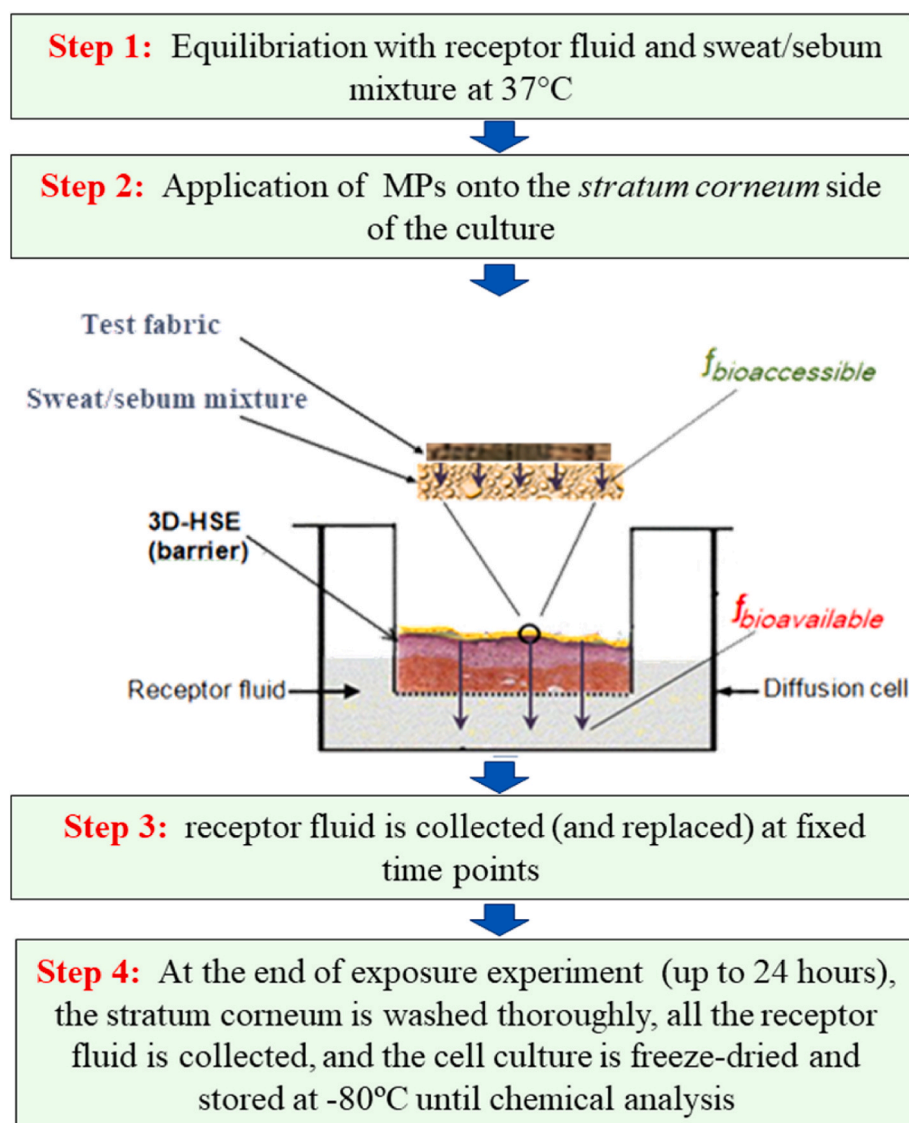 Step 1: Equilibriation with receptor fluid and sweat/sebum
mixture at 37°C
Step 2: Application of MPs onto the stratum corneum side
of the culture
Test fabric
fbioaccessible
Sweat/sebum mixture
3D-HSE
(barrier)
fbioavailable
Receptor fluid
Diffusion cell
Step 3: receptor fluid is collected (and replaced) at fixed
time points
Step 4: At the end of exposure experiment (up to 24 hours),
the stratum corneum is washed thoroughly, all the receptor
fluid is collected, and the cell culture is freeze-dried and
stored at -80ºC until chemical analysis